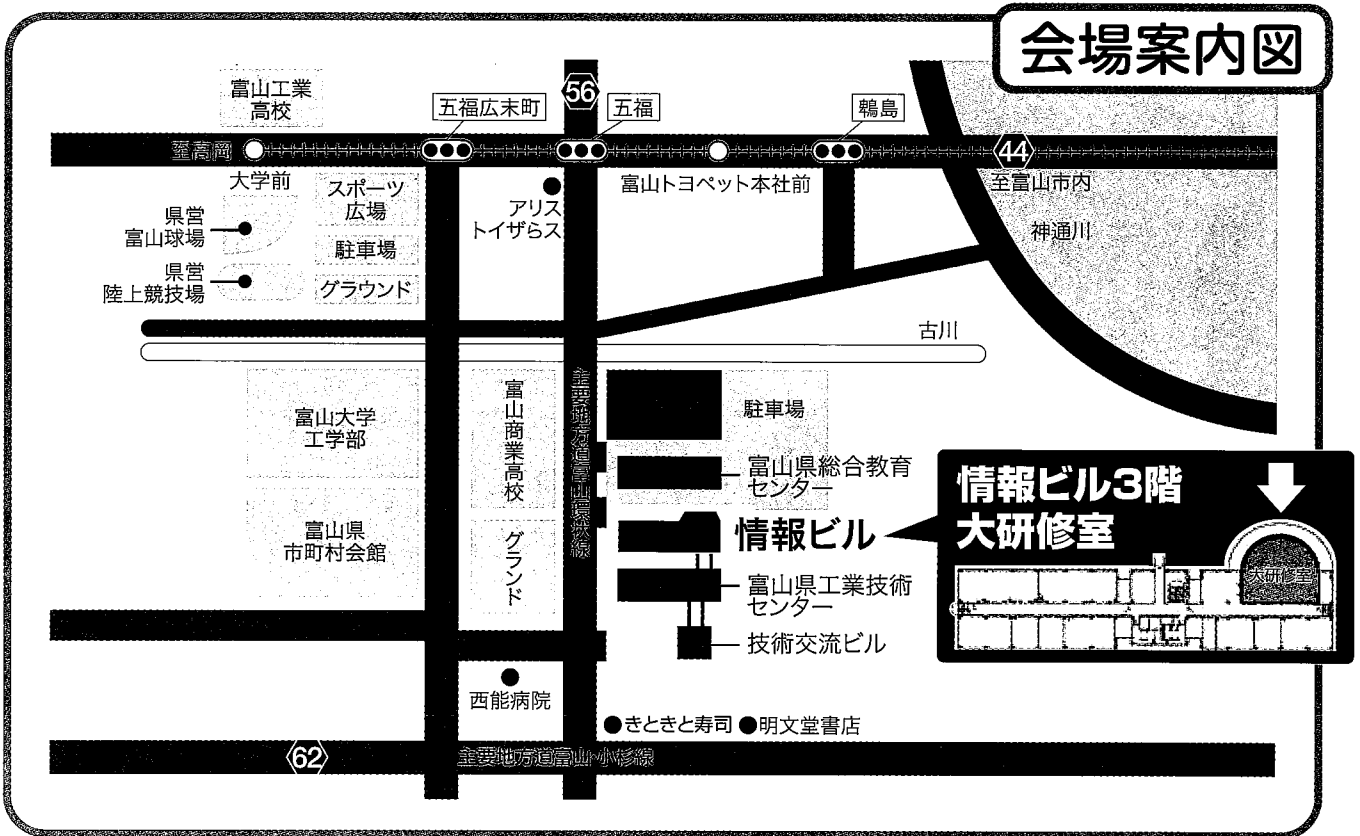 会場案内図
富山工業
高校
五福広末町
56
五福
鵯島
至高岡
44
大学前
スポーツ
広場
富山トヨペット本社前
至富山市内
県営
富山球場
アリス
トイザらス
神通川
駐車場
県営
陸上競技場
グラウンド
古川
富山大学
工学部
富山商業高校
主要地方道富山環状線
駐車場
富山県総合教育
センター
情報ビル3階
大研修室
富山県
市町村会館
グランド
情報ビル
大研修室
富山県工業技術
センター
技術交流ビル
西能病院
きときと寿司
明文堂書店
62
主要地方道富山小杉線